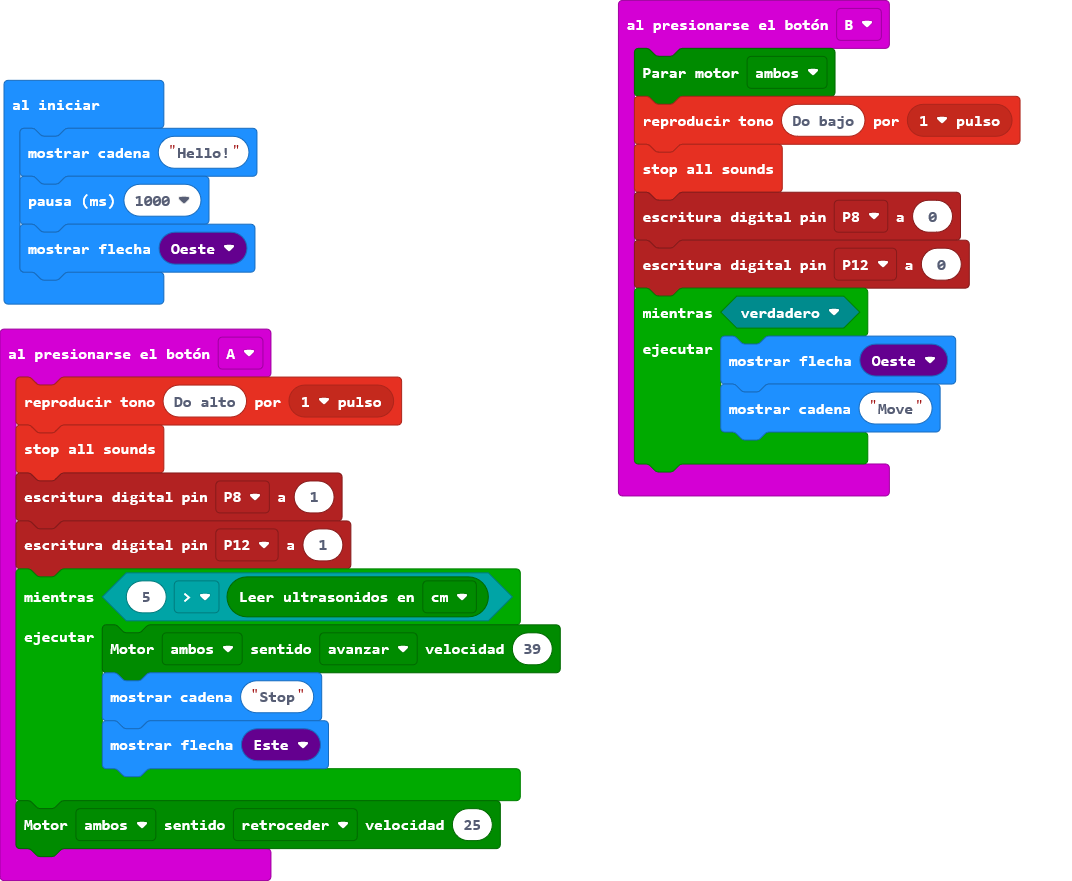 al iniciar
mostrar cadena "Hello!"
pausa (ms) 1000
mostrar flecha Oeste
al presionarse el botón A
reproducir tono Do alto por 1 pulso
stop all sounds
escritura digital pin P8 a 1
escritura digital pin P12 a 1
mientras 5 > Leer ultrasonidos en cm
ejecutar
Motor ambos sentido avanzar velocidad 39
mostrar cadena "Stop"
mostrar flecha Este
Motor ambos sentido retroceder velocidad 25
al presionarse el botón B
Parar motor ambos
reproducir tono Do bajo por 1 pulso
stop all sounds
escritura digital pin P8 a 0
escritura digital pin P12 a 0
mientras verdadero
ejecutar
mostrar flecha Oeste
mostrar cadena "Move"